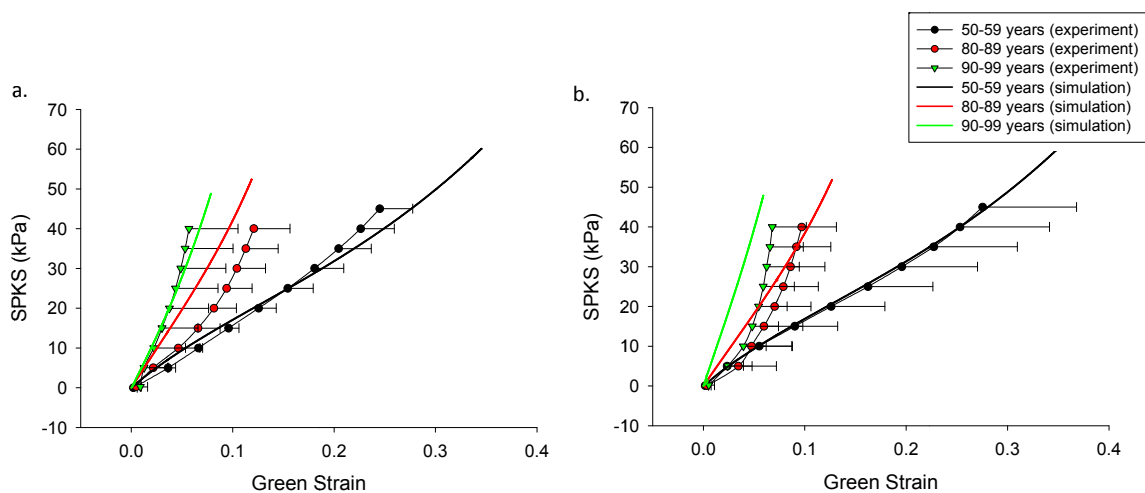 50-59 years (experiment)
80-89 years (experiment)
90-99 years (experiment)
50-59 years (simulation)
80-89 years (simulation)
90-99 years (simulation)
a.
70
60
50
40
30
20
10
0
-10
SPKS (kPa)
0.0 0.1 0.2 0.3 0.4
Green Strain
b.
70
60
50
40
30
20
10
0
-10
SPKS (kPa)
0.0 0.1 0.2 0.3 0.4
Green Strain